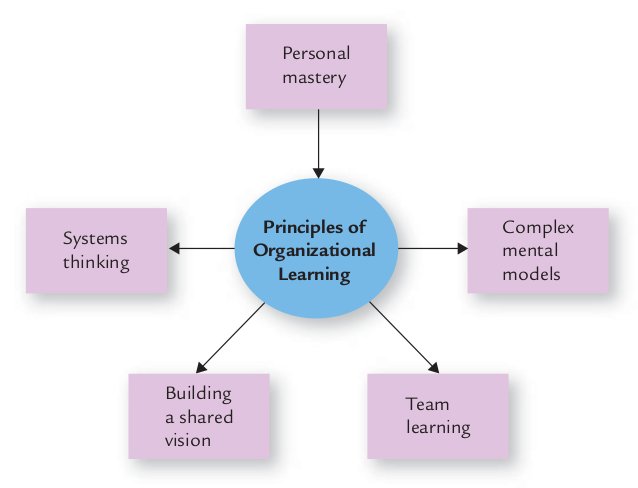 Personal
mastery
Systems
thinking
Principles of
Organizational
Learning
Complex
mental
models
Building
a shared
vision
Team
learning